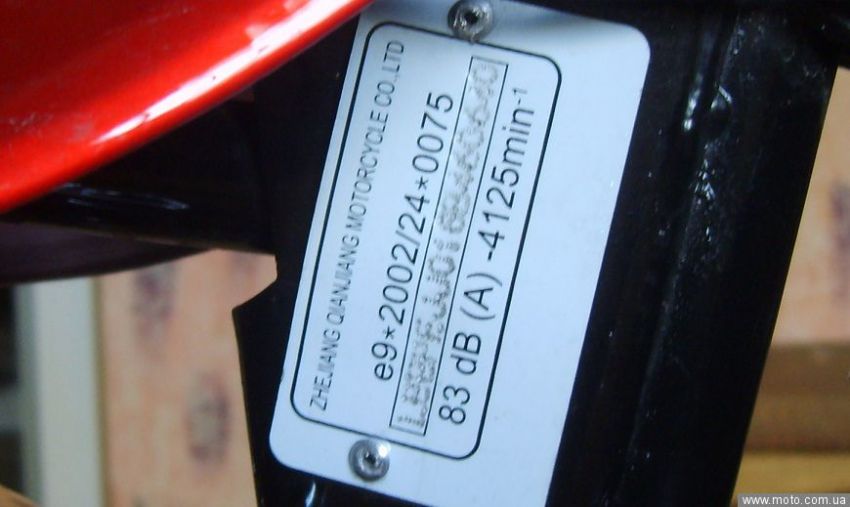 ZHEJIANG QIANJIANG MOTORCYCLE CO.,LTD
e9*2002/24*0075
83 dB (A) -4125min⁻¹
www.moto.com.ua